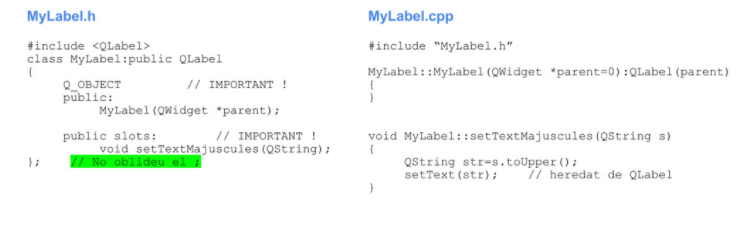 MyLabel.h
#include <QLabel>
class MyLabel:public QLabel
{
Q_OBJECT // IMPORTANT !
public:
MyLabel(QWidget *parent);
public slots: // IMPORTANT !
void setTextMajuscules(QString);
}; // No oblideu el ;
MyLabel.cpp
#include “MyLabel.h”
MyLabel::MyLabel(QWidget *parent=0):QLabel(parent)
{
}
void MyLabel::setTextMajuscules(QString s)
{
QString str=s.toUpper();
setText(str); // heredat de QLabel
}